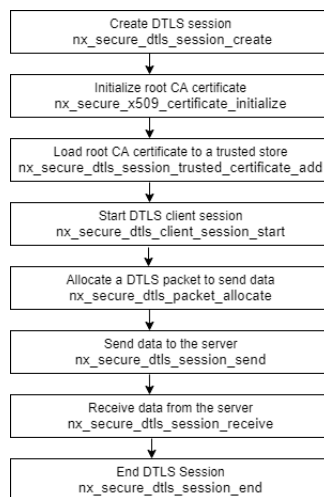 Create DTLS session
nx_secure_dtls_session_create
Initialize root CA certificate
nx_secure_x509_certificate_initialize
Load root CA certificate to a trusted store
nx_secure_dtls_session_trusted_certificate_add
Start DTLS client session
nx_secure_dtls_client_session_start
Allocate a DTLS packet to send data
nx_secure_dtls_packet_allocate
Send data to the server
nx_secure_dtls_session_send
Receive data from the server
nx_secure_dtls_session_receive
End DTLS Session
nx_secure_dtls_session_end